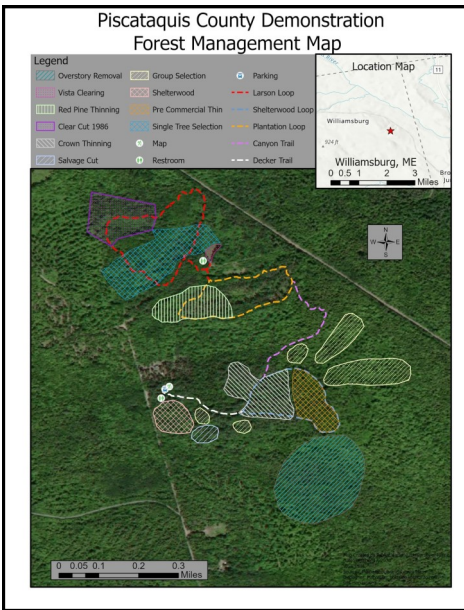 Piscataquis County Demonstration
Forest Management Map
Legend
Overstory Removal
Vista Clearing
Red Pine Thinning
Clear Cut 1986
Crown Thinning
Salvage Cut
Group Selection
Shelterwood
Pre Commercial Thin
Single Tree Selection
Map
Restroom
Parking
Larson Loop
Shelterwood Loop
Plantation Loop
Canyon Trail
Decker Trail
Location Map
11
Williamsburg
924 ft
Williamsburg, ME
0 0.5 1 2 3
Miles
N
W E
S
H
H
0 0.05 0.1 0.2 0.3
Miles